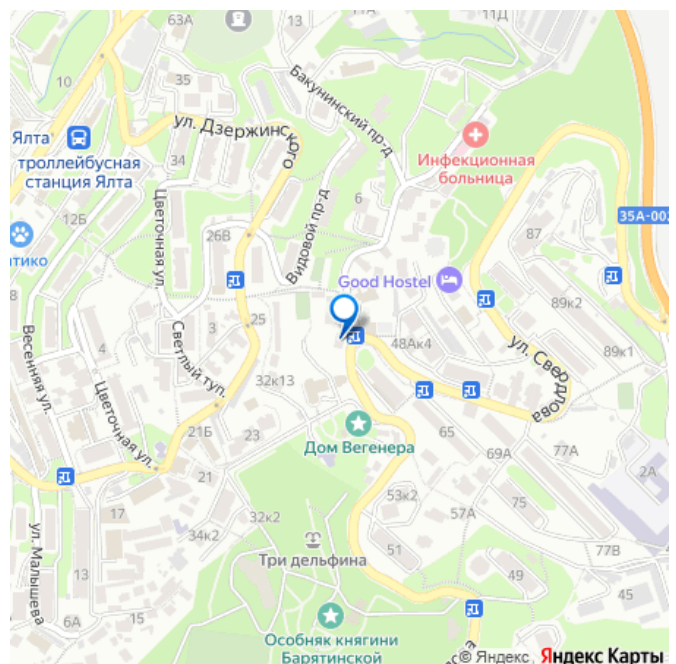 63А
13
11Д
10
35
Бакунинский пр-д
ул. Дзержинского
Ялта
троллейбусная
станция Ялта
34
Инфекционная
больница
Цветочная ул.
6
Видовой пр-д
12Б
26В
87
35А-002
атико
Good Hostel
89к2
Весенняя ул.
4
3
25
Светлый туп.
48Ак4
ул. Свердлова
89к1
32к13
Цветочная ул.
21Б
23
Дом Вегенера
65
69А
77А
2А
21
17
53к2
57А
75
34к2
32к2
ул. Малышева
Три дельфина
51
77В
13
49
45
6А
15
Особняк княгини
Барятинской
© Яндекс
Яндекс Карты